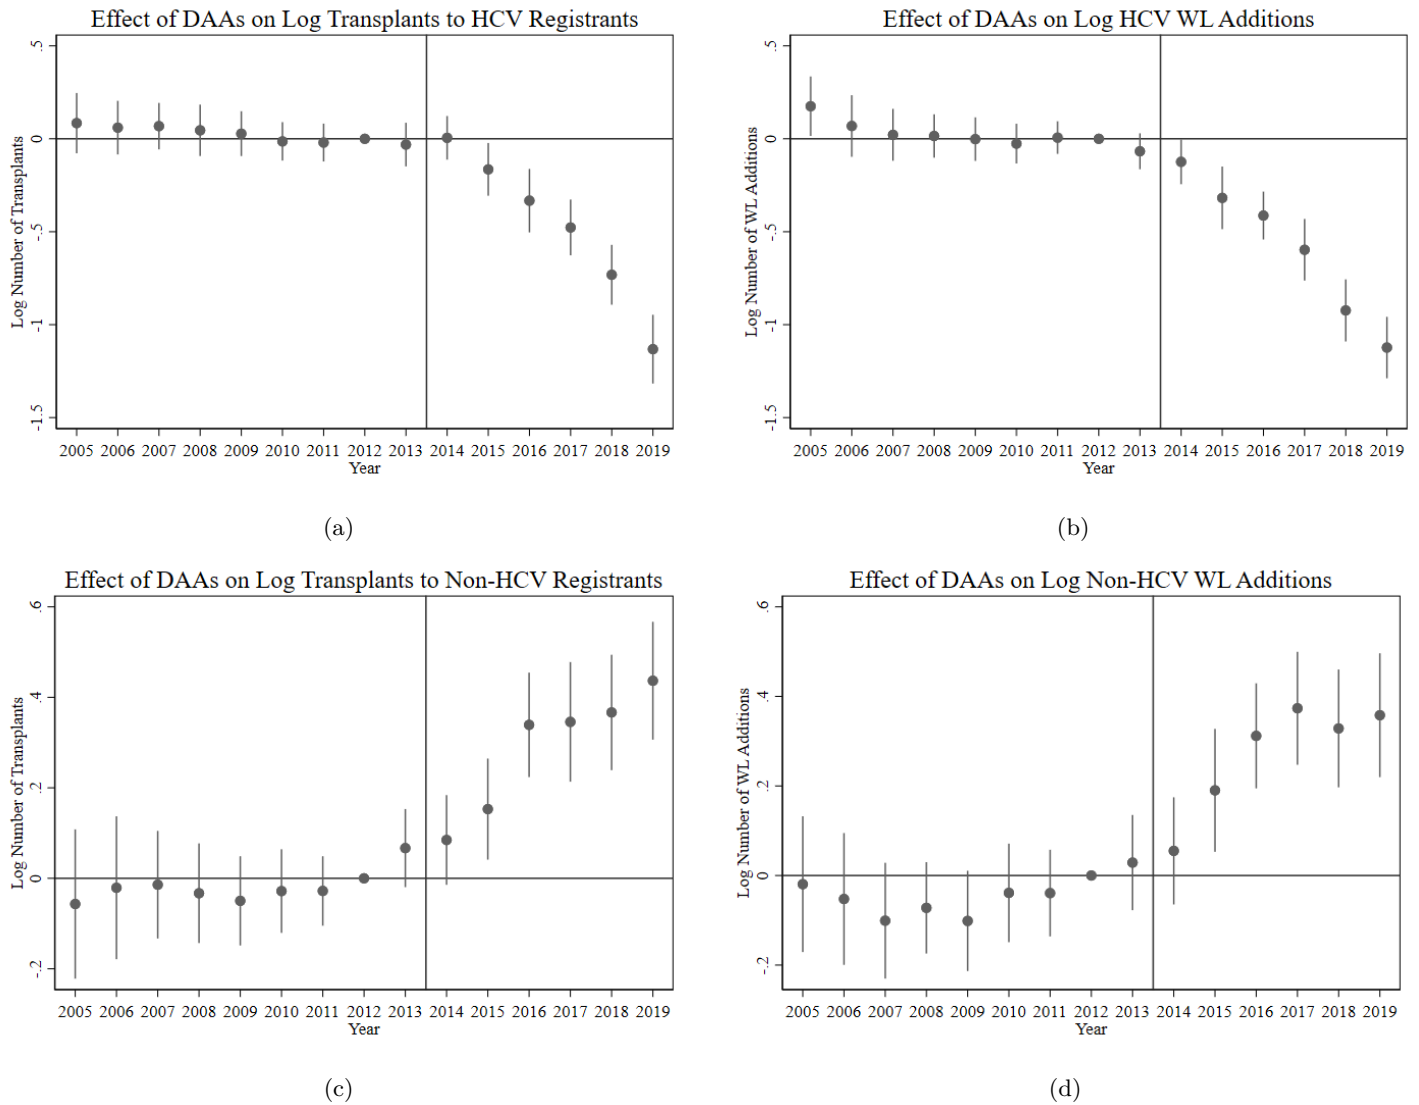 Effect of DAAs on Log Transplants to HCV Registrants
Log Number of Transplants
.5
0
-.5
-1
-1.5
2005 2006 2007 2008 2009 2010 2011 2012 2013 2014 2015 2016 2017 2018 2019
Year
(a)
Effect of DAAs on Log HCV WL Additions
Log Number of WL Additions
.5
0
-.5
-1
-1.5
2005 2006 2007 2008 2009 2010 2011 2012 2013 2014 2015 2016 2017 2018 2019
Year
(b)
Effect of DAAs on Log Transplants to Non-HCV Registrants
Log Number of Transplants
.6
.4
.2
0
-.2
2005 2006 2007 2008 2009 2010 2011 2012 2013 2014 2015 2016 2017 2018 2019
Year
(c)
Effect of DAAs on Log Non-HCV WL Additions
Log Number of WL Additions
.6
.4
.2
0
-.2
2005 2006 2007 2008 2009 2010 2011 2012 2013 2014 2015 2016 2017 2018 2019
Year
(d)